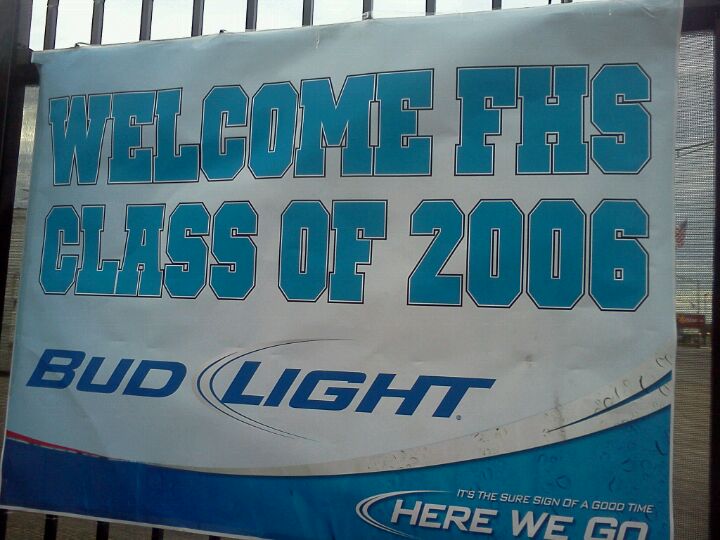 WELCOME FHS
CLASS OF 2006
BUD LIGHT
IT'S THE SURE SIGN OF A GOOD TIME
HERE WE GO